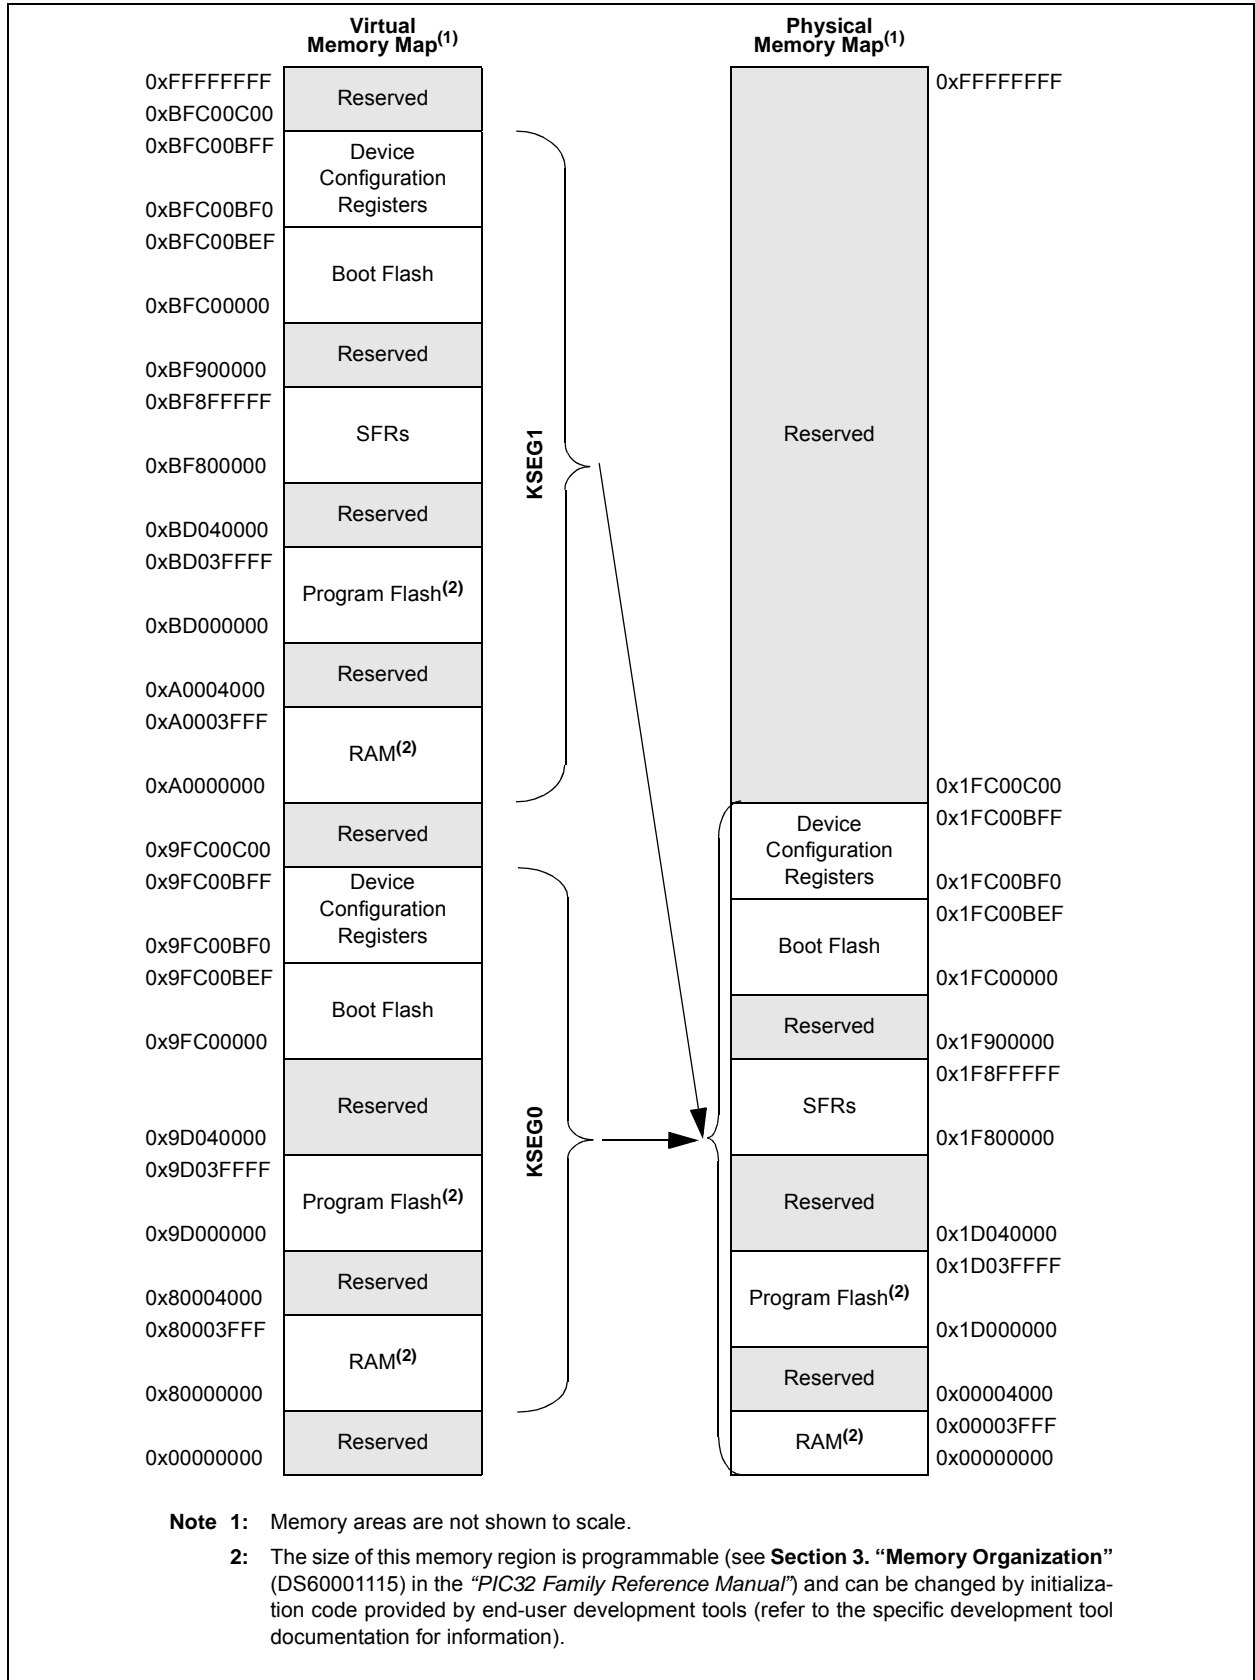 Virtual
Memory Map(1)
Physical
Memory Map(1)
0xFFFFFFFF
Reserved
0xBFC00C00
0xBFC00BFF
Device
Configuration
Registers
0xBFC00BF0
0xBFC00BEF
Boot Flash
0xBFC00000
Reserved
0xBF900000
0xBF8FFFFF
SFRs
0xBF800000
Reserved
0xBD040000
0xBD03FFFF
Program Flash(2)
0xBD000000
Reserved
0xA0004000
0xA0003FFF
RAM(2)
0xA0000000
Reserved
0x9FC00C00
0x9FC00BFF
Device
Configuration
Registers
0x9FC00BF0
0x9FC00BEF
Boot Flash
0x9FC00000
Reserved
0x9D040000
0x9D03FFFF
Program Flash(2)
0x9D000000
Reserved
0x80004000
0x80003FFF
RAM(2)
0x80000000
Reserved
0x00000000
KSEG1
KSEG0
0xFFFFFFFF
Reserved
0x1FC00C00
0x1FC00BFF
Device
Configuration
Registers
0x1FC00BF0
0x1FC00BEF
Boot Flash
0x1FC00000
Reserved
0x1F900000
0x1F8FFFFF
SFRs
0x1F800000
Reserved
0x1D040000
0x1D03FFFF
Program Flash(2)
0x1D000000
Reserved
0x00004000
0x00003FFF
RAM(2)
0x00000000
Note 1: Memory areas are not shown to scale.
2: The size of this memory region is programmable (see Section 3. “Memory Organization”
(DS60001115) in the “PIC32 Family Reference Manual”) and can be changed by initializa-
tion code provided by end-user development tools (refer to the specific development tool
documentation for information).